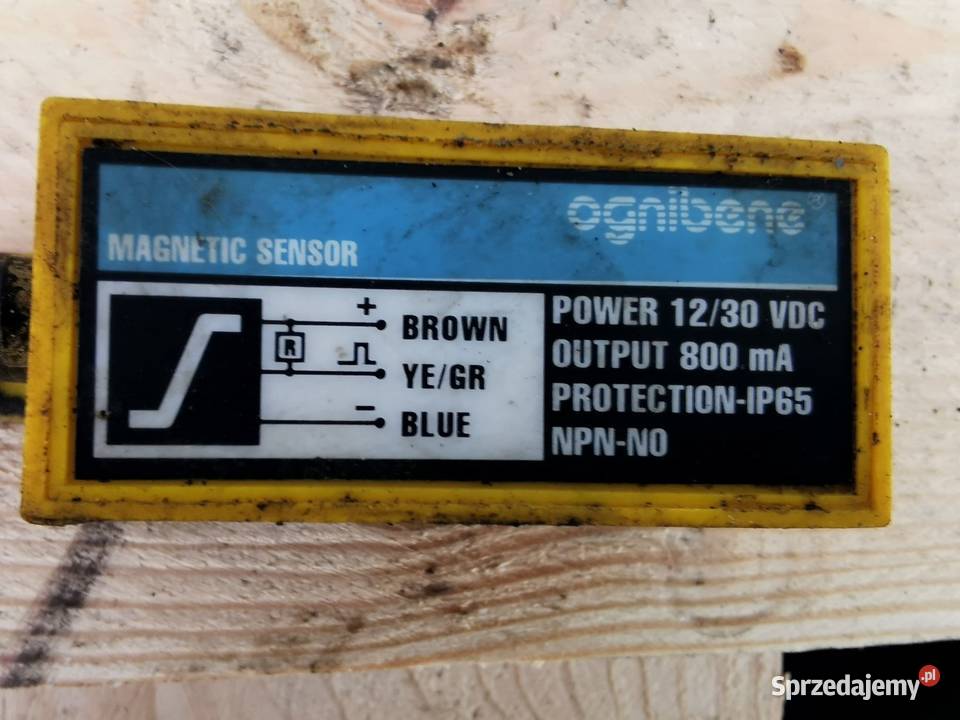 ognibene®
MAGNETIC SENSOR
+
BROWN
R
YE/GR
−
BLUE
POWER 12/30 VDC
OUTPUT 800 mA
PROTECTION-IP65
NPN-NO
Sprzedajemy.pl